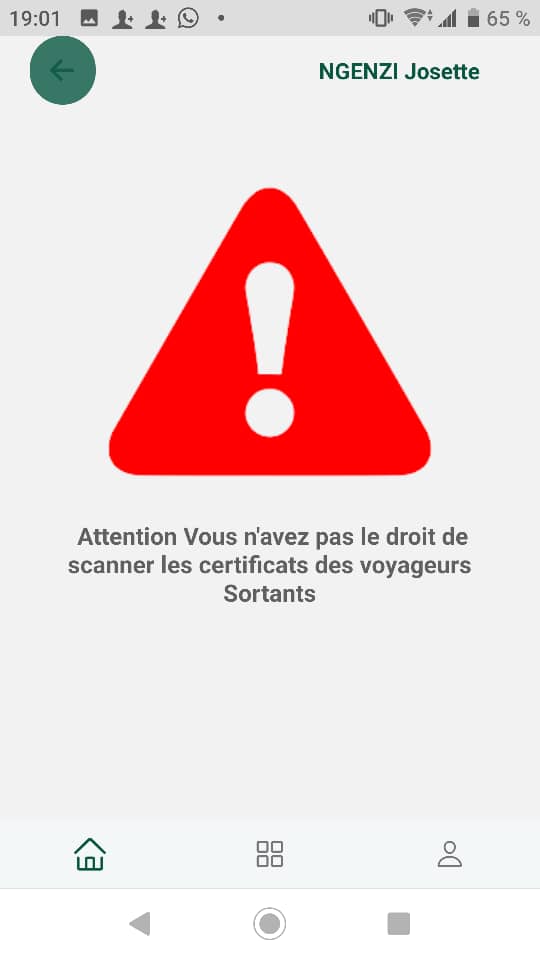 19:01
65 %
NGENZI Josette
Attention Vous n'avez pas le droit de
scanner les certificats des voyageurs
Sortants